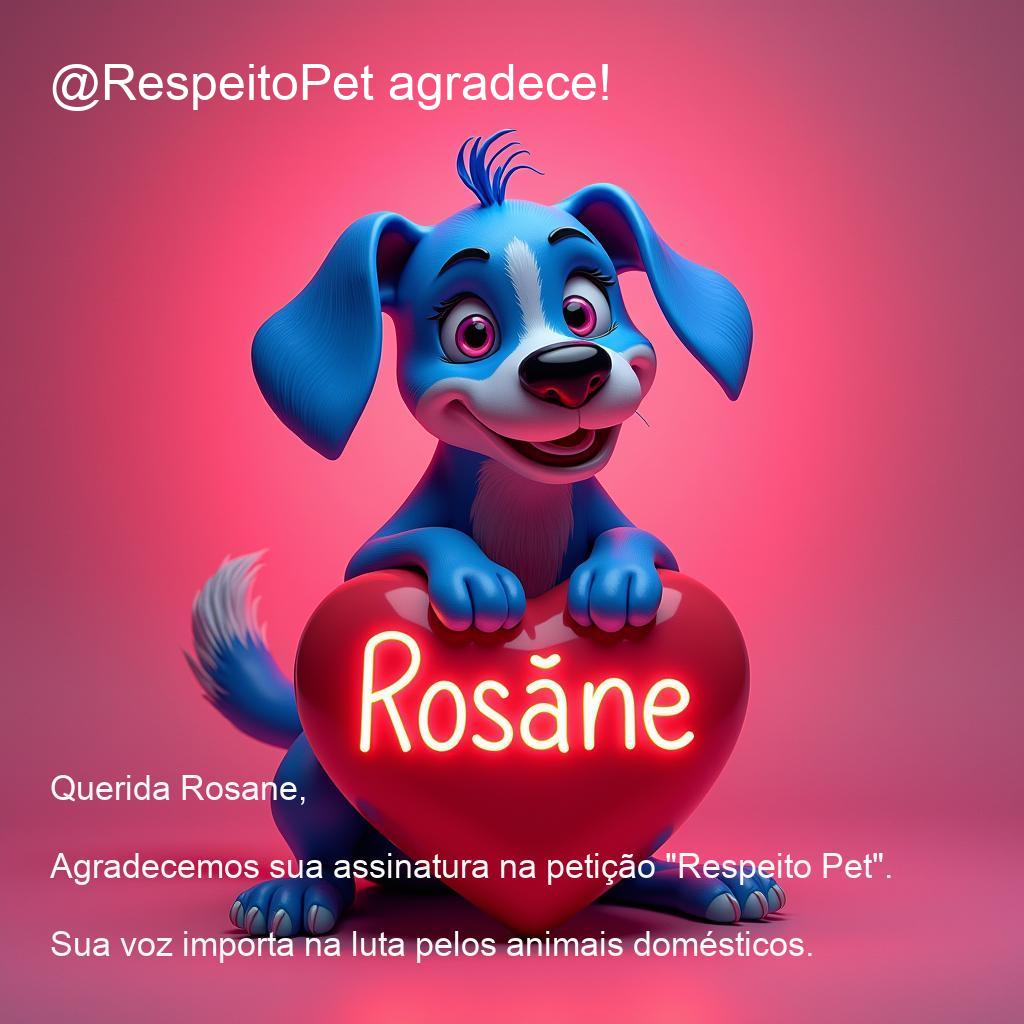 @RespeitoPet agradece!
Rosăne
Querida Rosane,
Agradecemos sua assinatura na petição "Respeito Pet".
Sua voz importa na luta pelos animais domésticos.